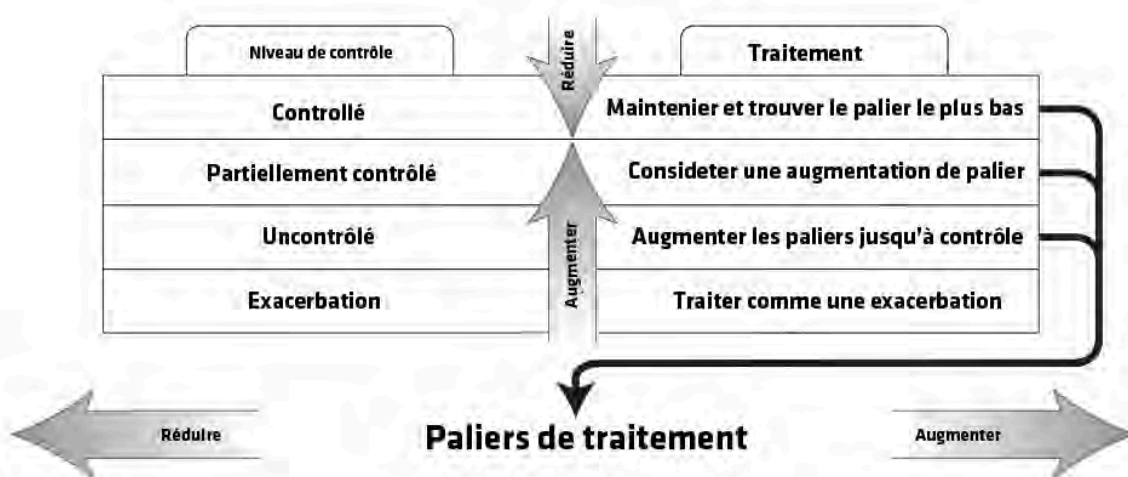 Niveau de contrôle
Réduire
Traitement
Controllé
Maintenier et trouver le palier le plus bas
Partiellement contrôlé
Consideter une augmentation de palier
Uncontrôlé
Augmenter
Augmenter les paliers jusqu'à contrôle
Exacerbation
Traiter comme une exacerbation
Réduire
Paliers de traitement
Augmenter